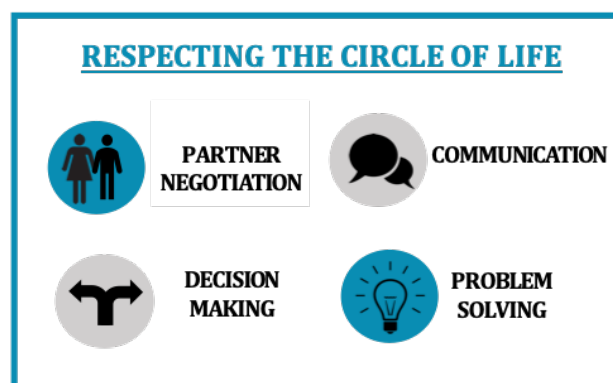 RESPECTING THE CIRCLE OF LIFE
PARTNER
NEGOTIATION
COMMUNICATION
DECISION
MAKING
PROBLEM
SOLVING